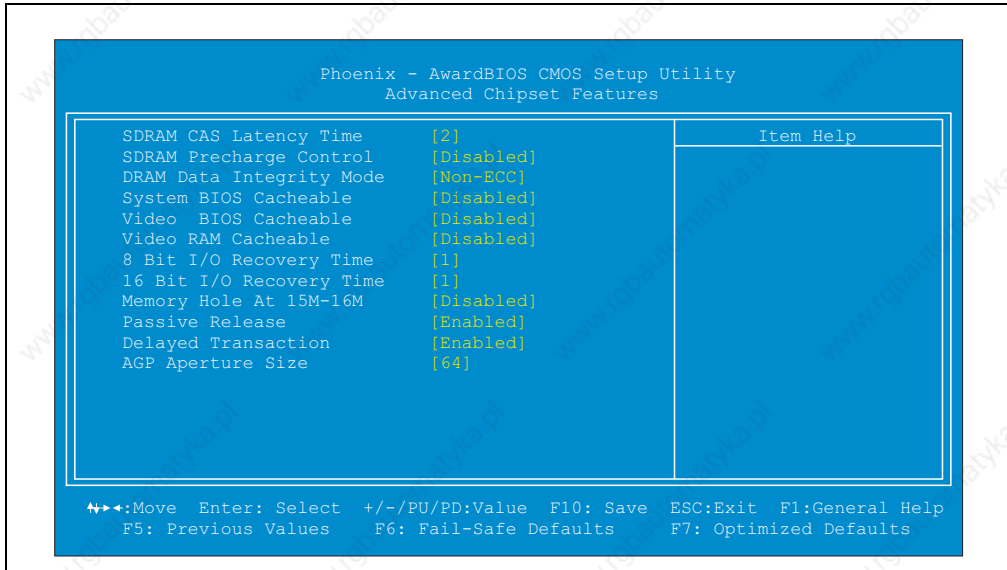 Phoenix - AwardBIOS CMOS Setup Utility
Advanced Chipset Features
SDRAM CAS Latency Time [2]
SDRAM Precharge Control [Disabled]
DRAM Data Integrity Mode [Non-ECC]
System BIOS Cacheable [Disabled]
Video BIOS Cacheable [Disabled]
Video RAM Cacheable [Disabled]
8 Bit I/O Recovery Time [1]
16 Bit I/O Recovery Time [1]
Memory Hole At 15M-16M [Disabled]
Passive Release [Enabled]
Delayed Transaction [Enabled]
AGP Aperture Size [64]
Item Help
:Move Enter: Select +/-/PU/PD:Value F10: Save ESC:Exit F1:General Help
F5: Previous Values F6: Fail-Safe Defaults F7: Optimized Defaults
www.rgbautomatyka.pl